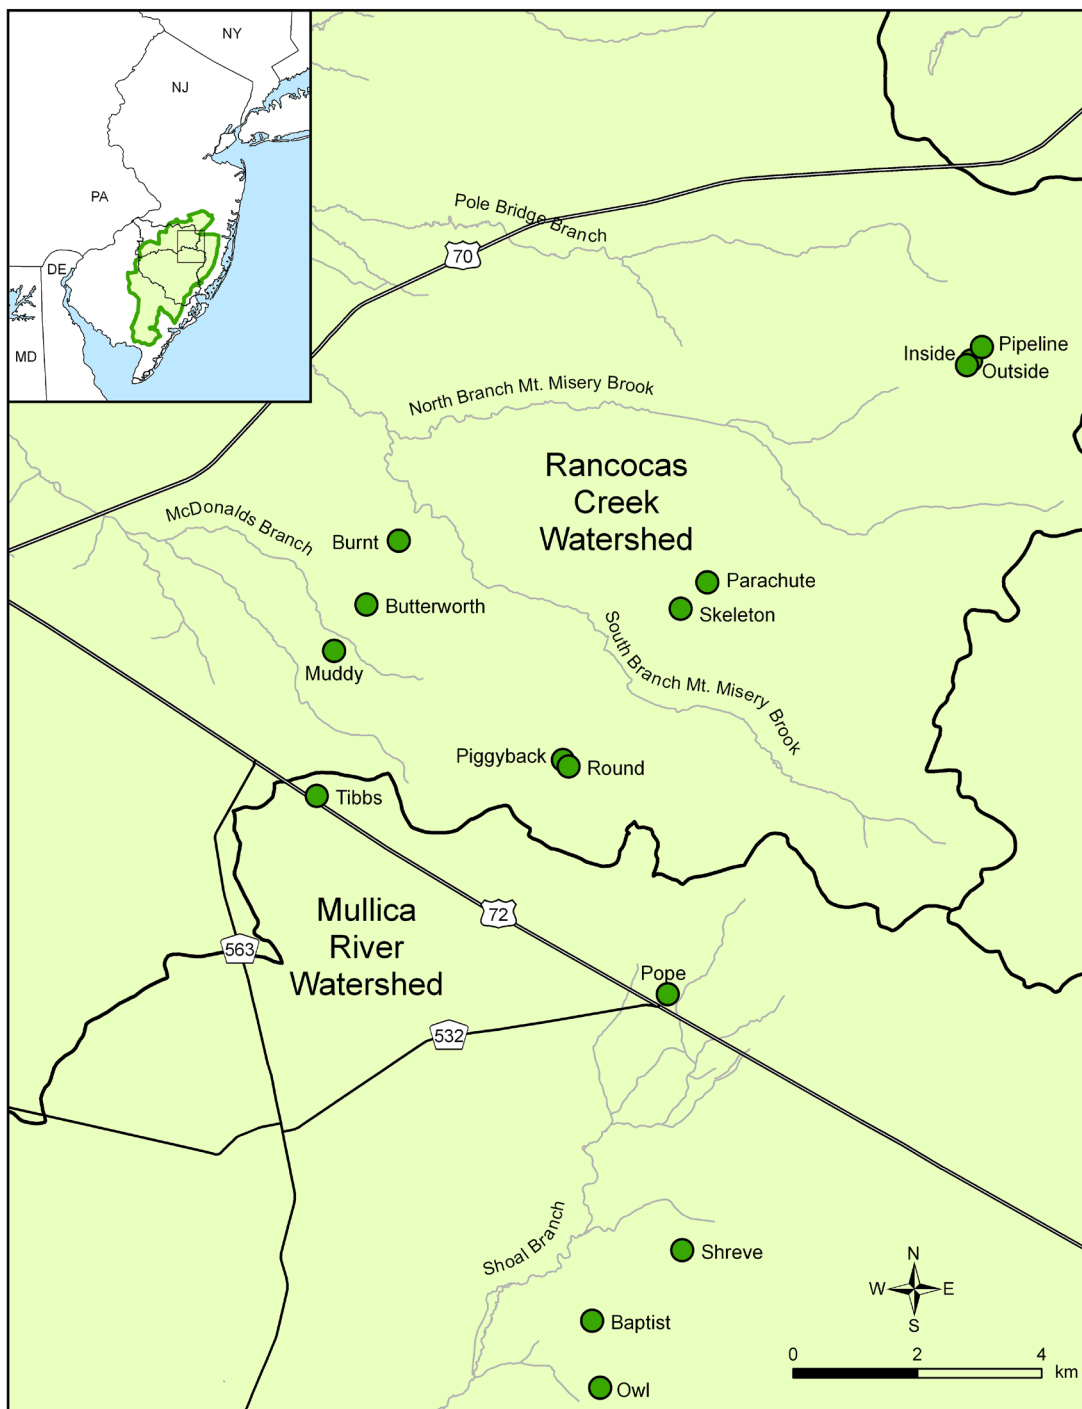 NY
NJ
PA
DE
MD
Pole Bridge Branch
70
Inside
Pipeline
Outside
North Branch Mt. Misery Brook
Rancocas
Creek
Watershed
McDonalds Branch
Burnt
Parachute
Butterworth
Skeleton
South Branch Mt. Misery Brook
Muddy
Piggyback
Round
Tibbs
Mullica
River
Watershed
72
563
Pope
532
Shoal Branch
Shreve
N
W
E
S
Baptist
0
2
4
km
Owl